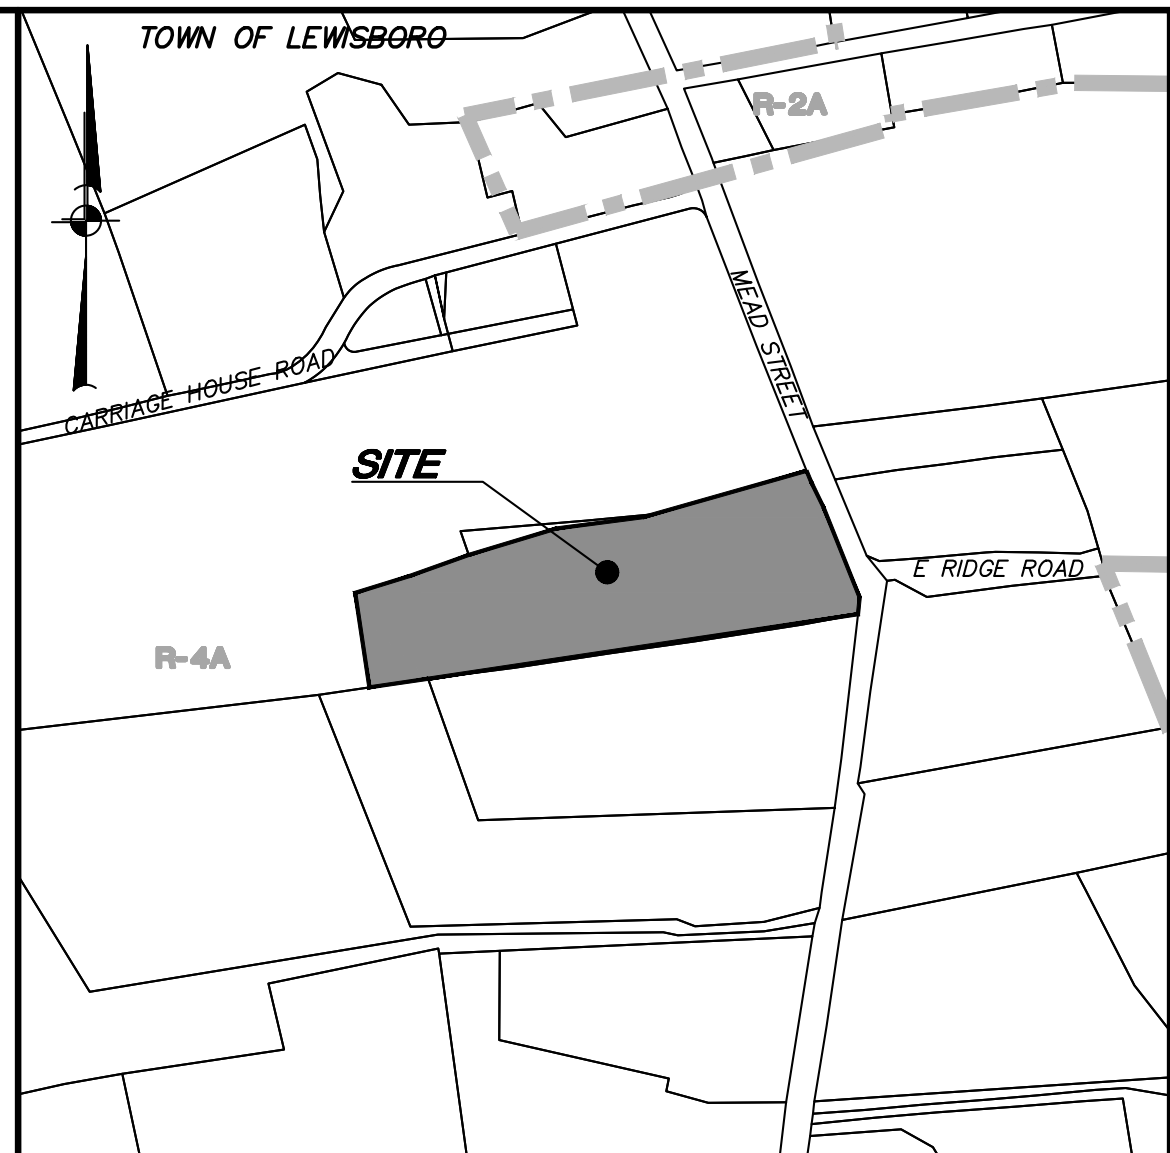 TOWN OF LEWISBORO
R-2A
MEAD STREET
CARRIAGE HOUSE ROAD
SITE
E RIDGE ROAD
R-4A